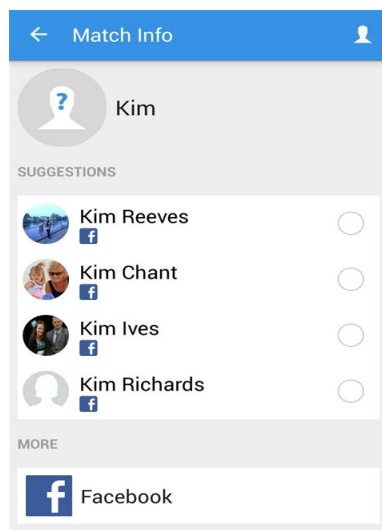 Match Info
?
Kim
SUGGESTIONS
Kim Reeves
f
Kim Chant
f
Kim Ives
f
Kim Richards
f
MORE
f Facebook